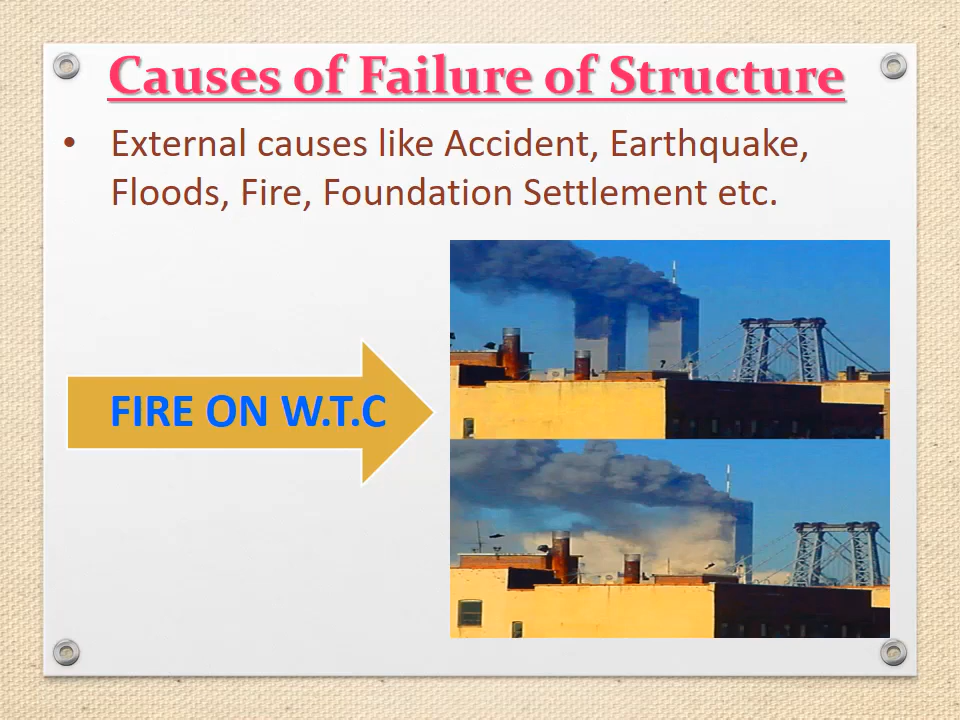 Causes of Failure of Structure
• External causes like Accident, Earthquake,
Floods, Fire, Foundation Settlement etc.
FIRE ON W.T.C